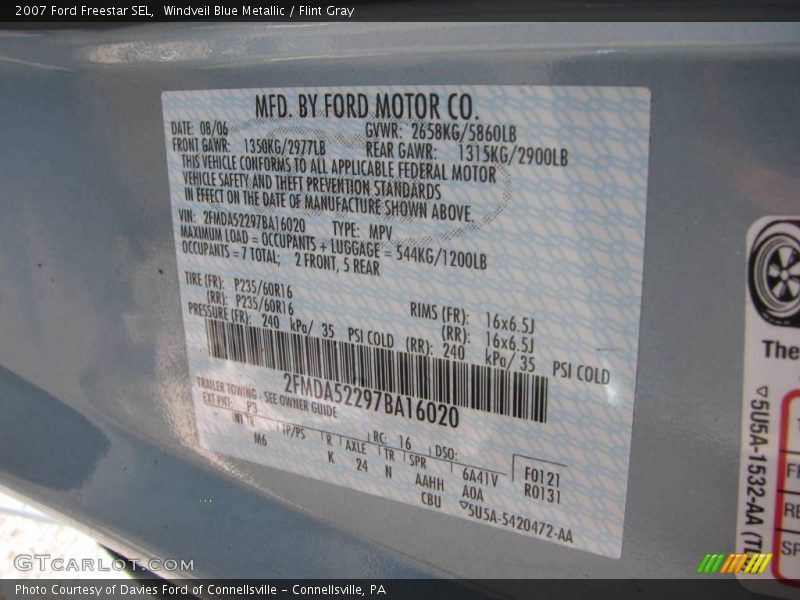 2007 Ford Freestar SEL,  Windveil Blue Metallic / Flint Gray
MFD. BY FORD MOTOR CO.
DATE: 08/06 GVWR: 2658KG/5860LB
FRONT GAWR: 1350KG/2977LB REAR GAWR: 1315KG/2900LB
THIS VEHICLE CONFORMS TO ALL APPLICABLE FEDERAL MOTOR
VEHICLE SAFETY AND THEFT PREVENTION STANDARDS
IN EFFECT ON THE DATE OF MANUFACTURE SHOWN ABOVE.
VIN: 2FMDA52297BA16020 TYPE: MPV
MAXIMUM LOAD = OCCUPANTS + LUGGAGE = 544KG/1200LB
OCCUPANTS = 7 TOTAL; 2 FRONT, 5 REAR
TIRE (FR): P235/60R16 RIMS (FR): 16x6.5J
(RR): P235/60R16 (RR): 16x6.5J
PRESSURE (FR): 240 kPa/ 35 PSI COLD (RR): 240 kPa/ 35 PSI COLD
2FMDA52297BA16020
TRAILER TOWING - SEE OWNER GUIDE
EXT PNT: P3 RC: 16 DSO:
INT TR TP/PS R AXLE TR SPR 6A41V F0121
M6 K 24 N AAHH A0A R0131
CBU
5U5A-5420472-AA
The
5U5A-1532-AA
GTCarLot.com
Photo Courtesy of Davies Ford of Connellsville - Connellsville, PA